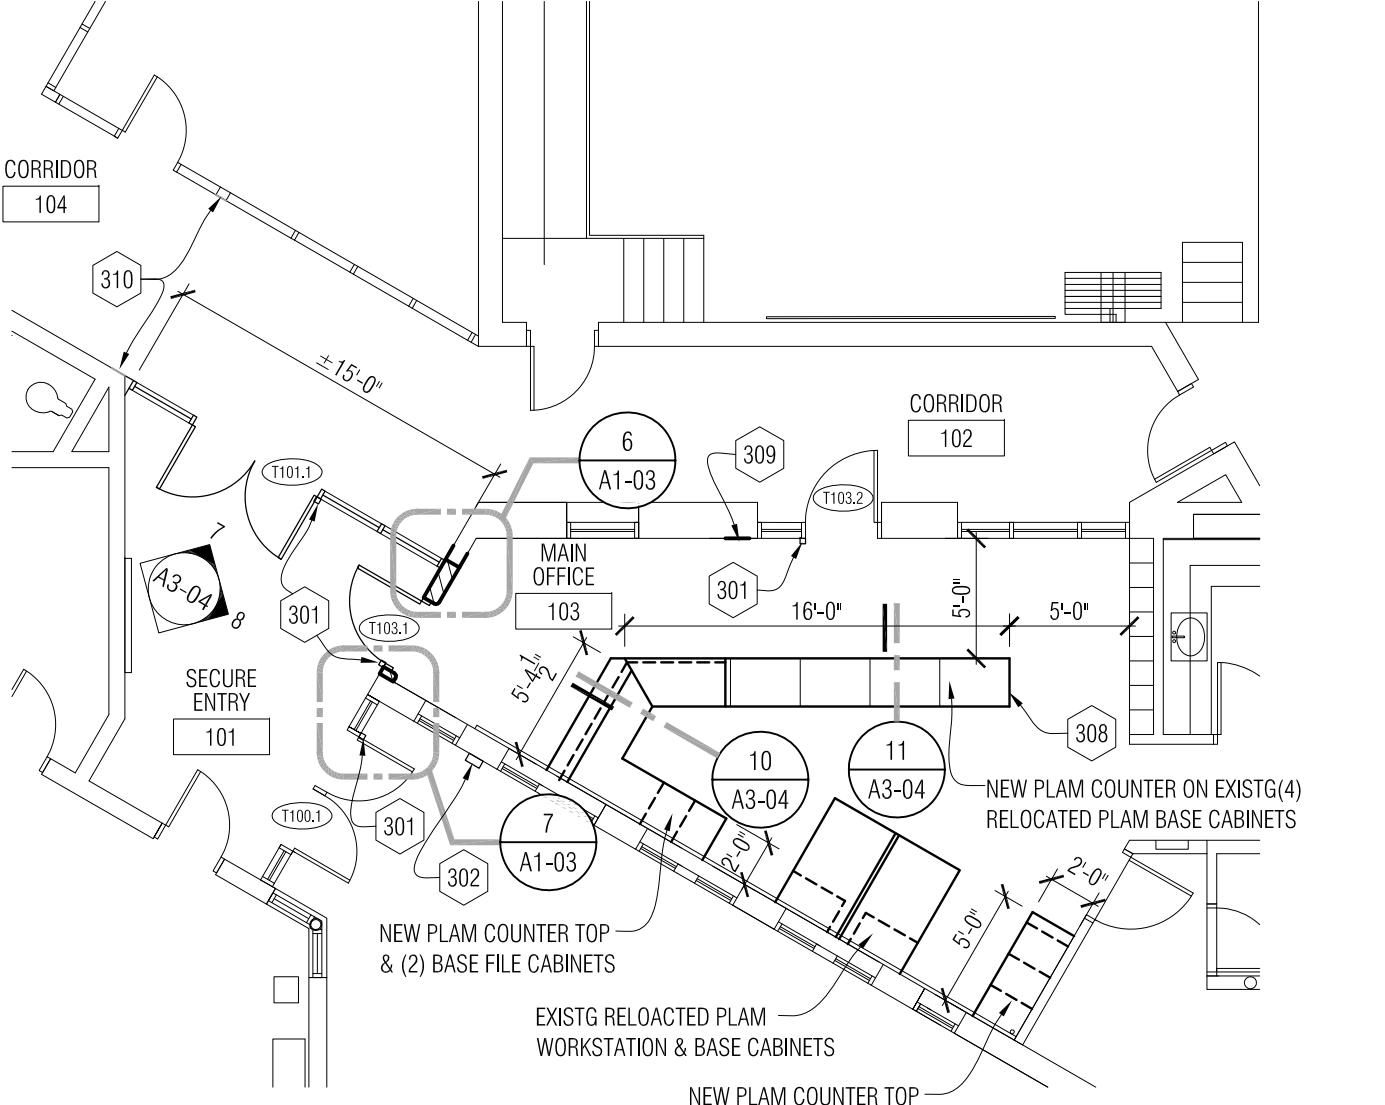 CORRIDOR
104
310
±15'-0"
CORRIDOR
102
6
A1-03
309
T101.1
T103.2
7
A3-04
8
MAIN
OFFICE
103
301
301
T103.1
16'-0"
5'-0"
5'-0"
5'-4 1/2"
SECURE
ENTRY
101
308
10
A3-04
11
A3-04
NEW PLAM COUNTER ON EXISTG(4)
RELOCATED PLAM BASE CABINETS
T100.1
301
7
A1-03
302
2'-0"
2'-0"
5'-0"
NEW PLAM COUNTER TOP
& (2) BASE FILE CABINETS
EXISTG RELOACTED PLAM
WORKSTATION & BASE CABINETS
NEW PLAM COUNTER TOP